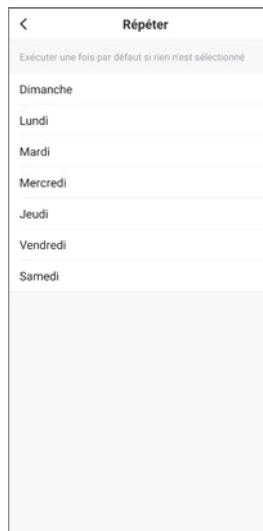 Répéter
Exécuter une fois par défaut si rien n'est sélectionné
Dimanche
Lundi
Mardi
Mercredi
Jeudi
Vendredi
Samedi